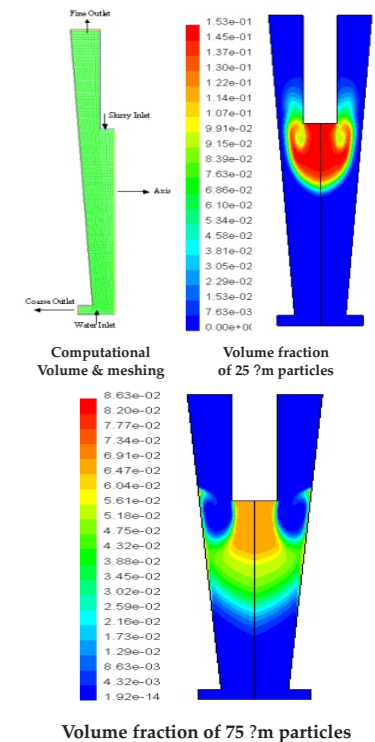 Fine Outlet
Slurry Inlet
Axis
Coarse Outlet
Water Inlet
Computational
Volume & meshing
1.53e-01
1.45e-01
1.37e-01
1.30e-01
1.22e-01
1.14e-01
1.07e-01
9.91e-02
9.15e-02
8.39e-02
7.63e-02
6.86e-02
6.10e-02
5.34e-02
4.58e-02
3.81e-02
3.05e-02
2.29e-02
1.53e-02
7.63e-03
0.00e+0(
Volume fraction
of 25 ?m particles
8.63e-02
8.20e-02
7.77e-02
7.34e-02
6.91e-02
6.47e-02
6.04e-02
5.61e-02
5.18e-02
4.75e-02
4.32e-02
3.88e-02
3.45e-02
3.02e-02
2.59e-02
2.16e-02
1.73e-02
1.29e-02
8.63e-03
4.32e-03
1.92e-14
Volume fraction of 75 ?m particles